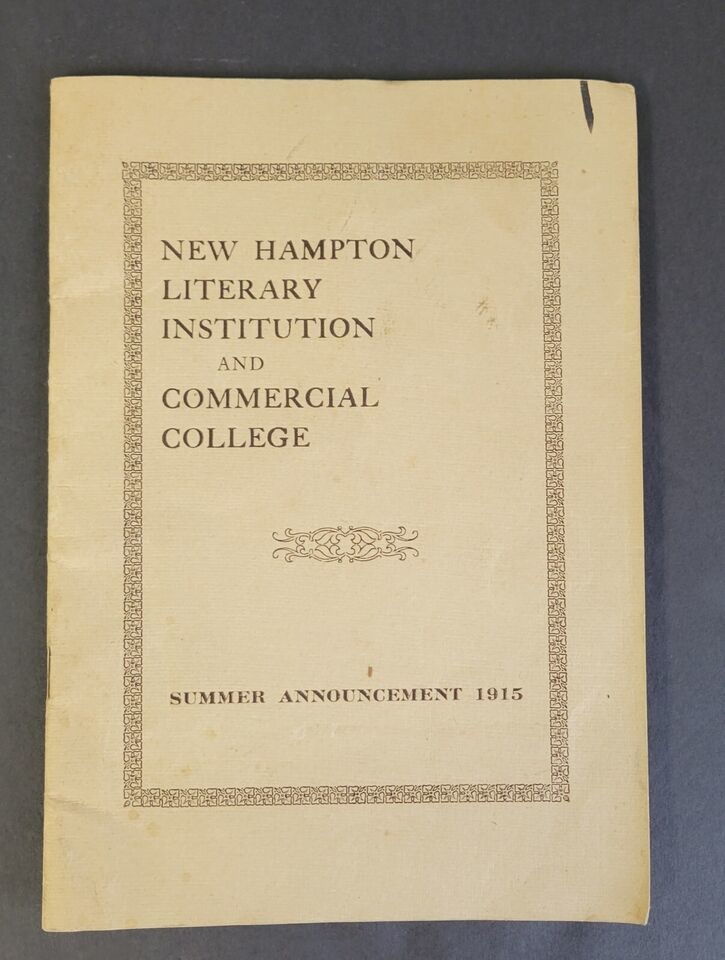 NEW HAMPTON
LITERARY
INSTITUTION
AND
COMMERCIAL
COLLEGE
SUMMER ANNOUNCEMENT 1915